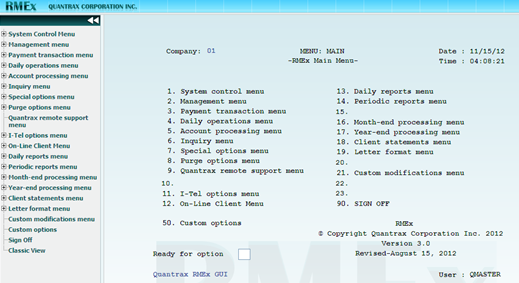 RMEx QUANTRAX CORPORATION INC.
System Control Menu
Management menu
Payment transaction menu
Daily operations menu
Account processing menu
Inquiry menu
Special options menu
Purge options menu
Quantrax remote support
menu
I-Tel options menu
On-Line Client Menu
Daily reports menu
Periodic reports menu
Month-end processing menu
Year-end processing menu
Client statements menu
Letter format menu
Custom modifications menu
Custom options
Sign Off
Classic View
Company: 01 MENU: MAIN Date : 11/15/12
-RMEx Main Menu- Time : 04:08:21
1. System control menu 13. Daily reports menu
2. Management menu 14. Periodic reports menu
3. Payment transaction menu 15.
4. Daily operations menu 16. Month-end processing menu
5. Account processing menu 17. Year-end processing menu
6. Inquiry menu 18. Client statements menu
7. Special options menu 19. Letter format menu
8. Purge options menu 20.
9. Quantrax remote support menu 21. Custom modifications menu
10. 22.
11. I-Tel options menu 23.
12. On-Line Client Menu 90. SIGN OFF
50. Custom options RMEx
© Copyright Quantrax Corporation Inc. 2012
Version 3.0
Ready for option Revised-August 15, 2012
Quantrax RMEx GUI User : QMASTER